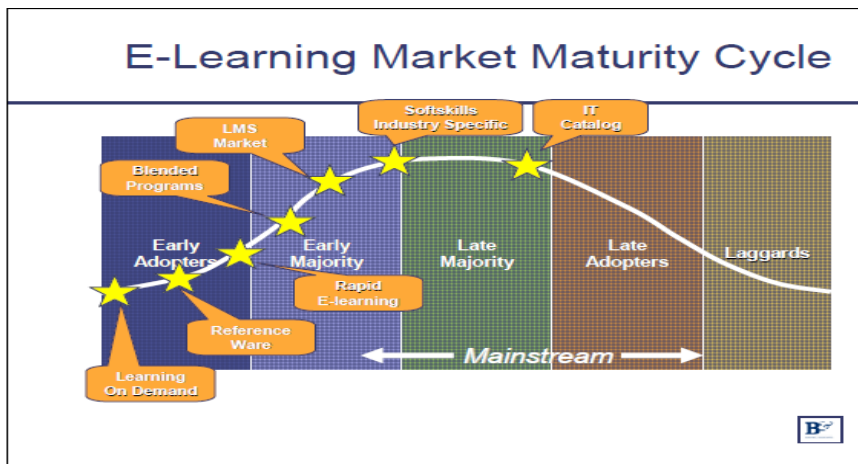 E-Learning Market Maturity Cycle
Softskills
Industry Specific
IT
Catalog
LMS
Market
Blended
Programs
Early
Adopters
Early
Majority
Late
Majority
Late
Adopters
Laggards
Rapid
E-learning
Reference
Ware
Mainstream
Learning
On Demand
B&